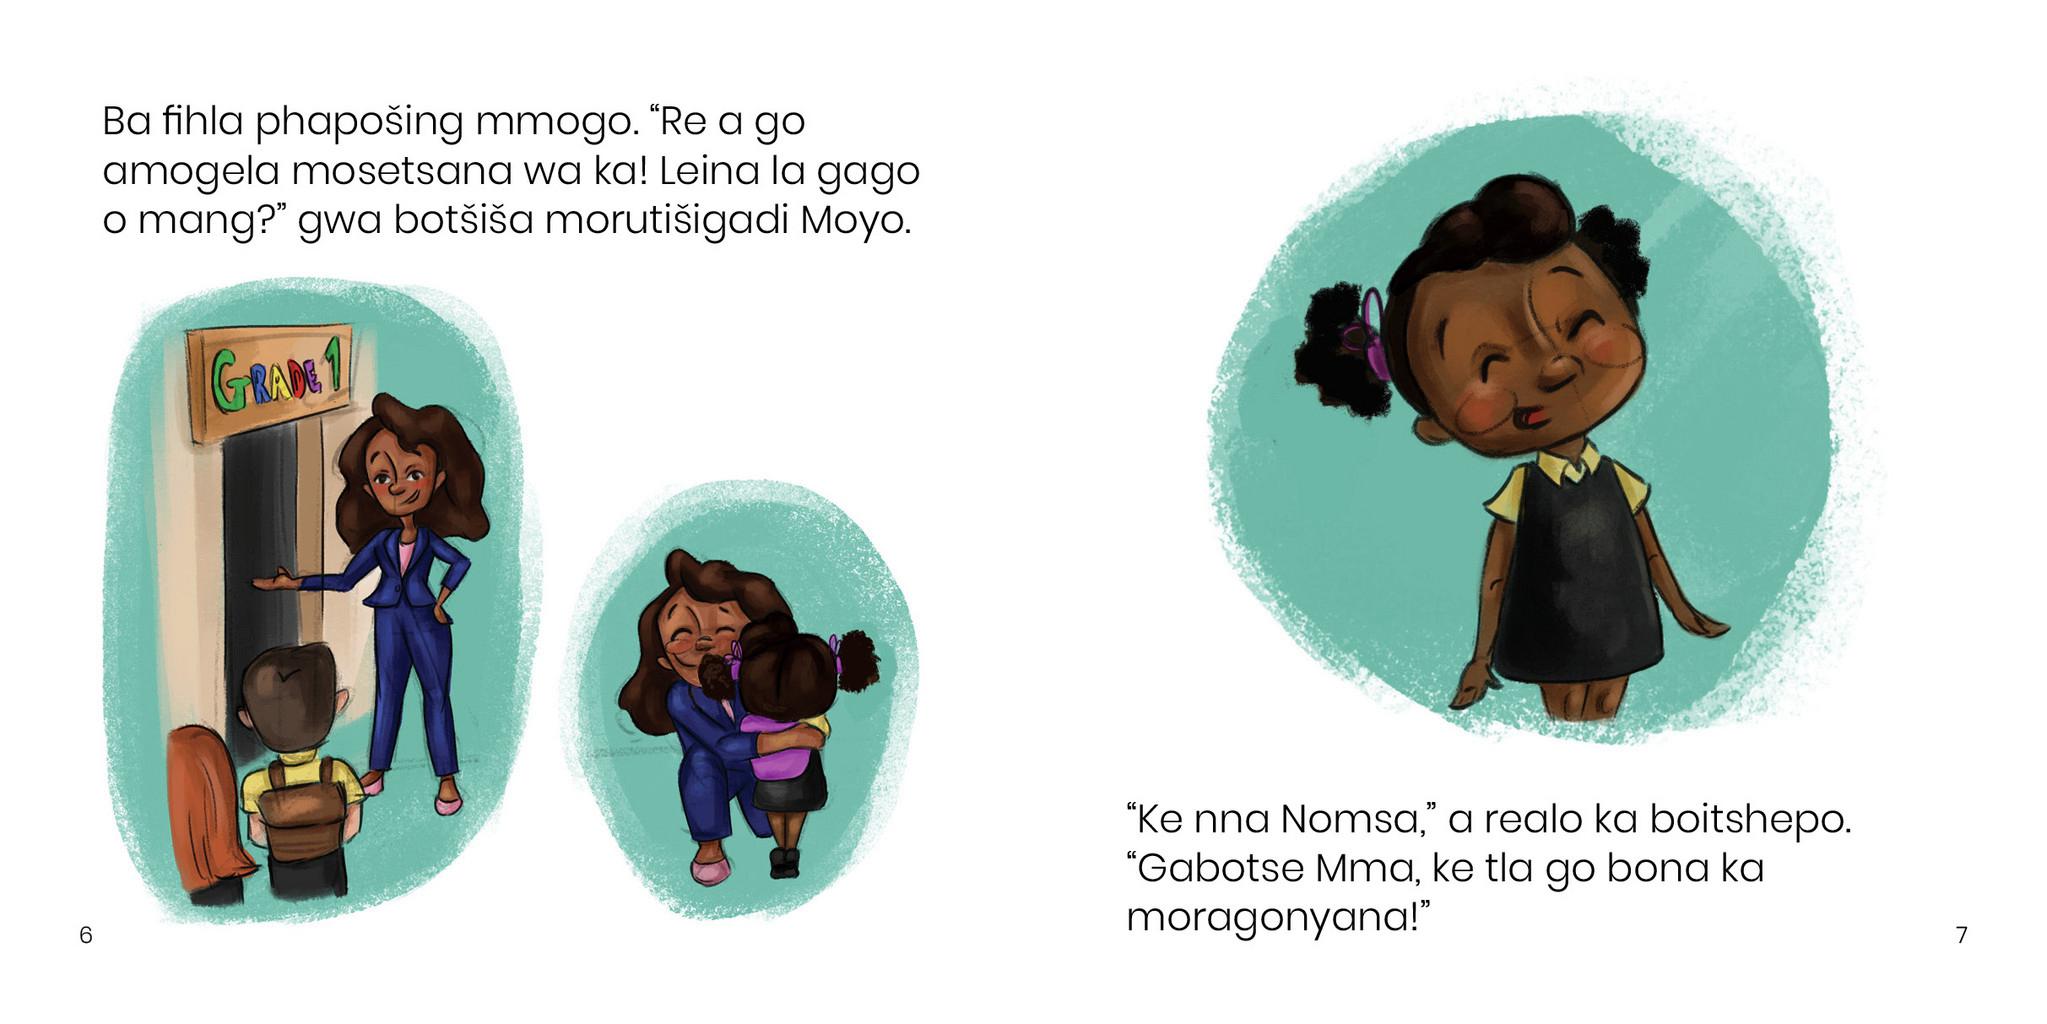 Ba fihla phapošing mmogo. “Re a go
amogela mosetsana wa ka! Leina la gago
o mang?” gwa botšiša morutišigadi Moyo.
GRADE 1
6
“Ke nna Nomsa,” a realo ka boitshepo.
“Gabotse Mma, ke tla go bona ka
moragonyana!”
7